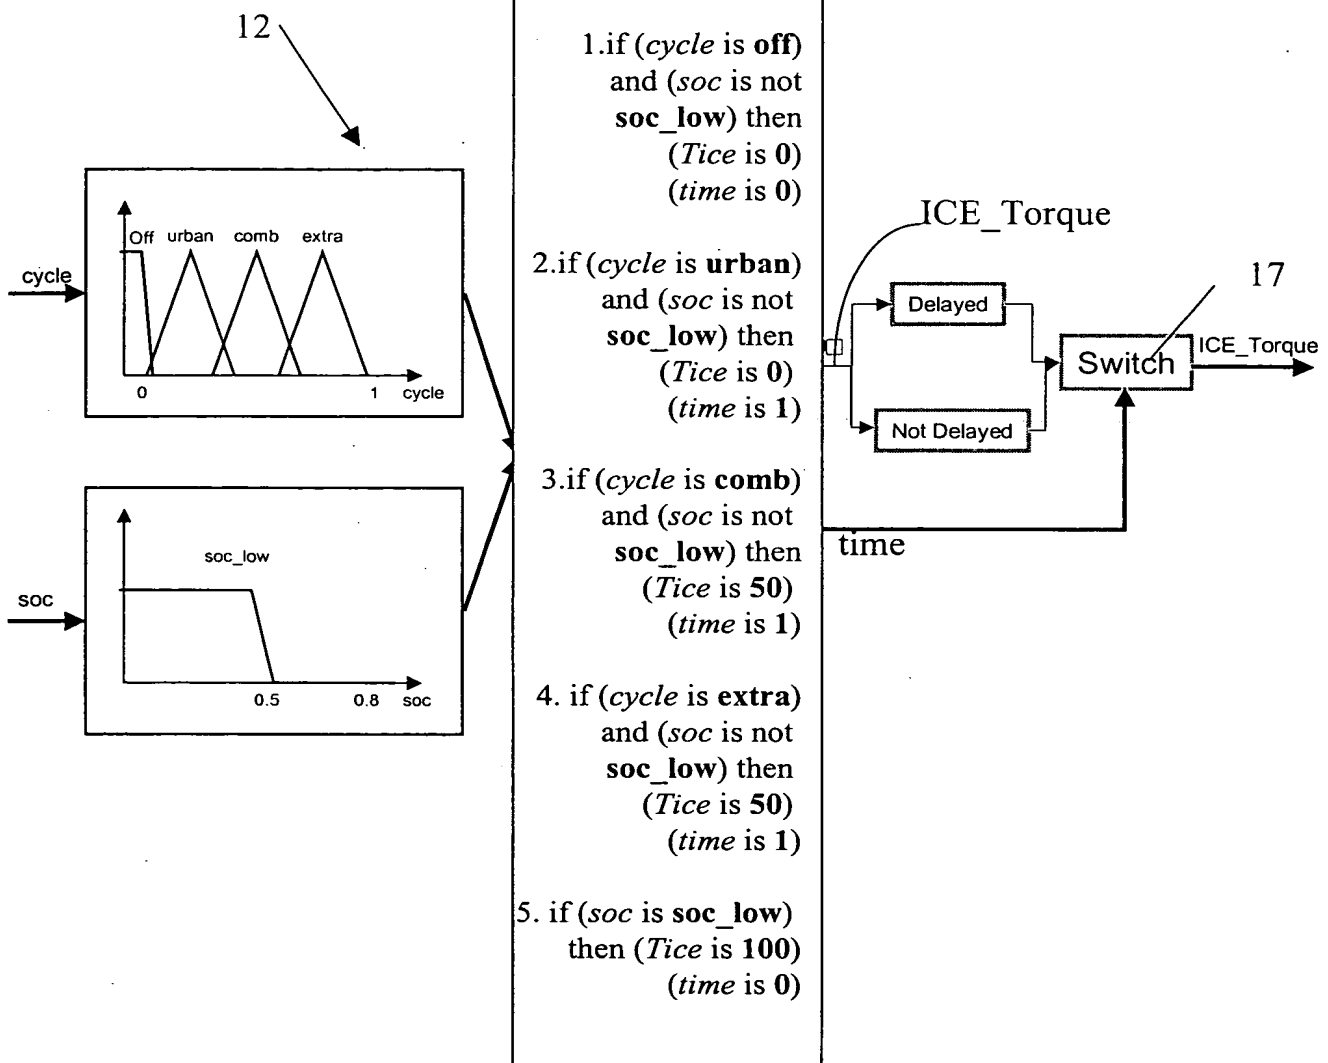 12
Off urban comb extra
cycle
0 1 cycle
soc_low
soc
0.5 0.8 soc
1.if (cycle is off)
and (soc is not
soc_low) then
(Tice is 0)
(time is 0)
2.if (cycle is urban)
and (soc is not
soc_low) then
(Tice is 0)
(time is 1)
3.if (cycle is comb)
and (soc is not
soc_low) then
(Tice is 50)
(time is 1)
4. if (cycle is extra)
and (soc is not
soc_low) then
(Tice is 50)
(time is 1)
5. if (soc is soc_low)
then (Tice is 100)
(time is 0)
ICE_Torque
Delayed
Not Delayed
17
Switch
ICE_Torque
time